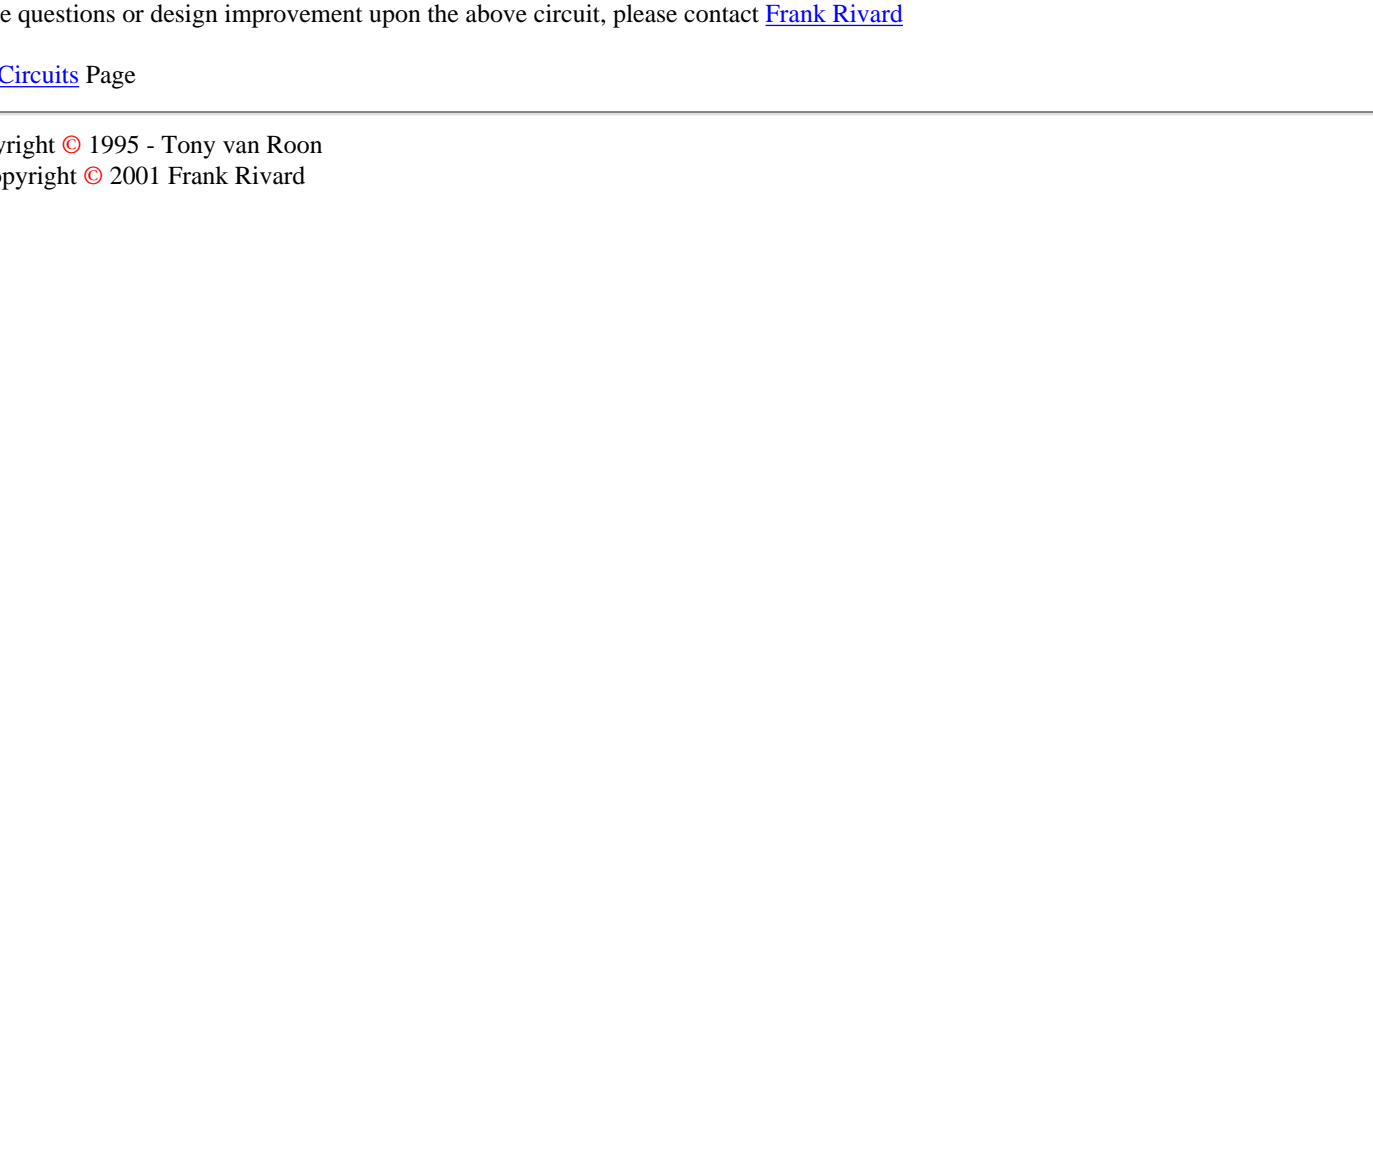 e questions or design improvement upon the above circuit, please contact Frank Rivard
Circuits Page
yright © 1995 - Tony van Roon
opyright © 2001 Frank Rivard